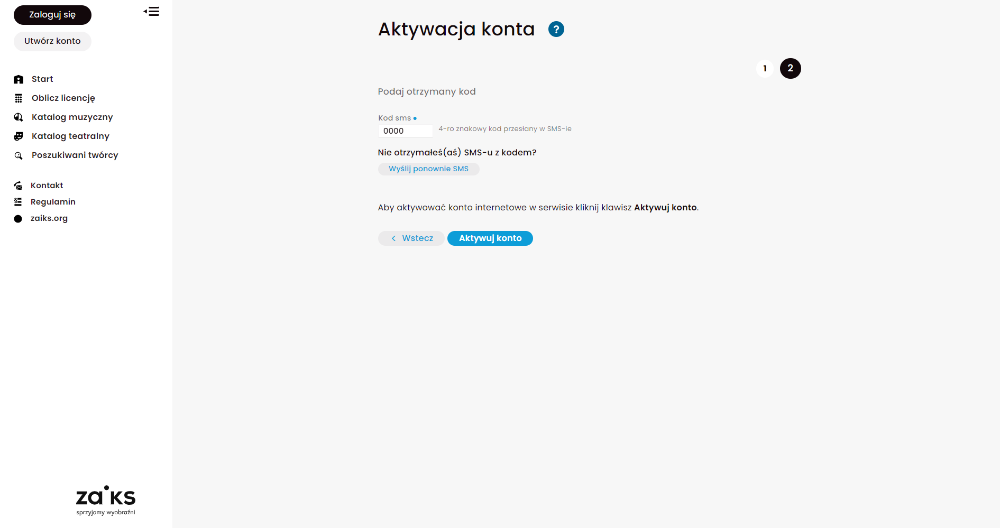 Zaloguj się
Utwórz konto
Start
Oblicz licencję
Katalog muzyczny
Katalog teatralny
Poszukiwani twórcy
Kontakt
Regulamin
zaiks.org
zaiks
sprzyjamy wyobraźni
Aktywacja konta ?
1 2
Podaj otrzymany kod
Kod sms
0000 4-ro znakowy kod przesłany w SMS-ie
Nie otrzymałeś(aś) SMS-u z kodem?
Wyślij ponownie SMS
Aby aktywować konto internetowe w serwisie kliknij klawisz Aktywuj konto.
Wstecz Aktywuj konto